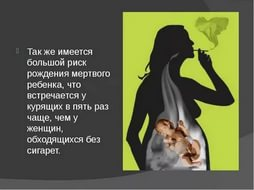 Так же имеется
большой риск
рождения мертвого
ребенка, что
встречается у
курящих в пять раз
чаще, чем у
женщин,
обходящихся без
сигарет.